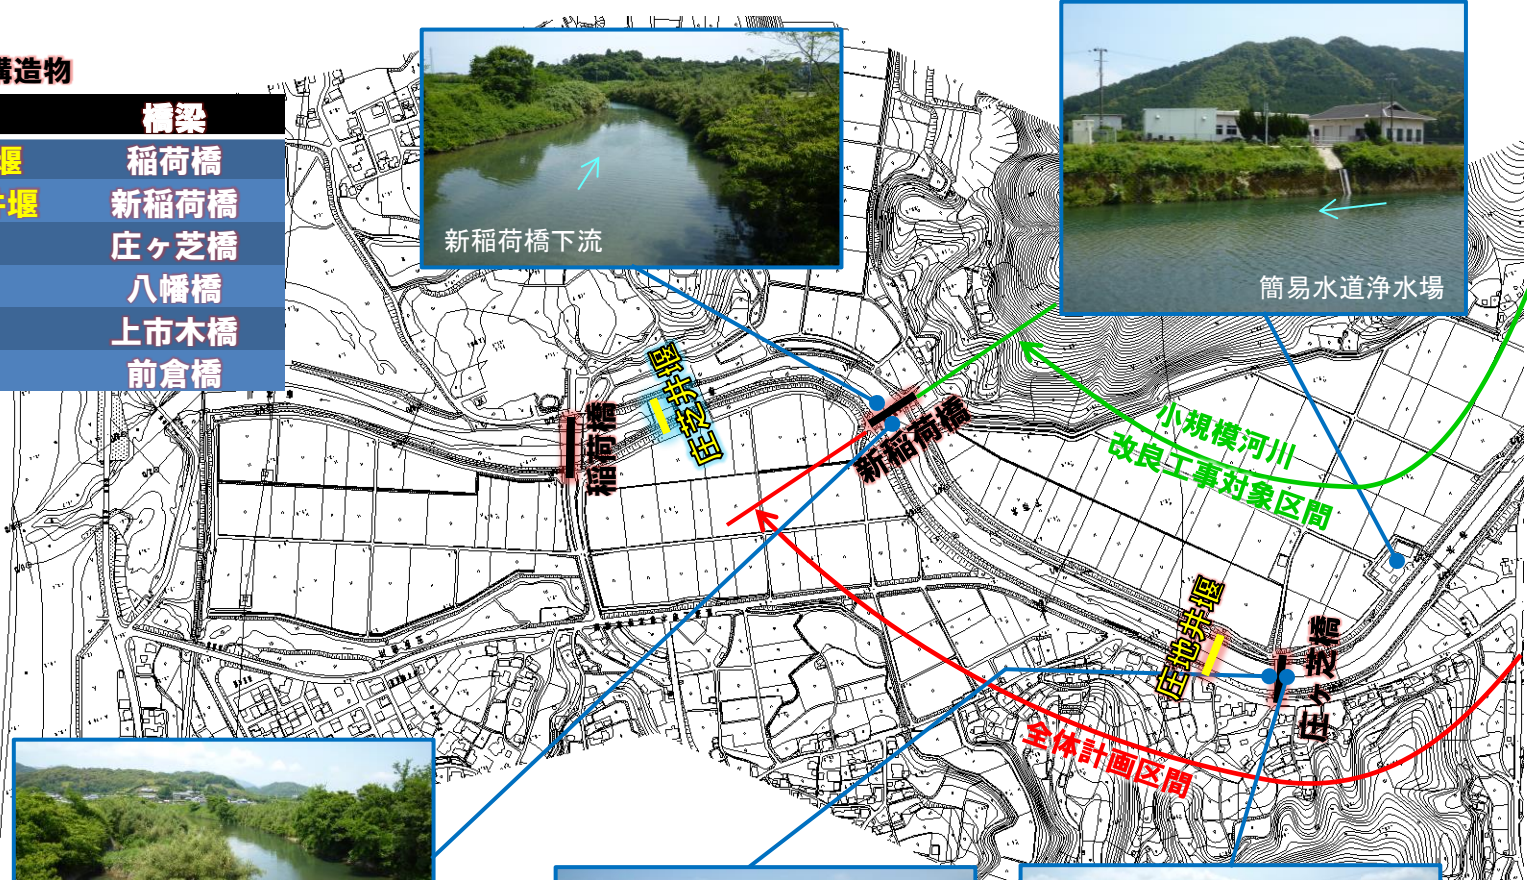 構造物
橋梁
堰
稲荷橋
井堰
新稲荷橋
庄ヶ芝橋
八幡橋
上市木橋
前倉橋
新稲荷橋下流
簡易水道浄水場
稲荷橋
庄芝井堰
新稲荷橋
小規模河川
改良工事対象区間
庄地井堰
庄ヶ芝橋
全体計画区間